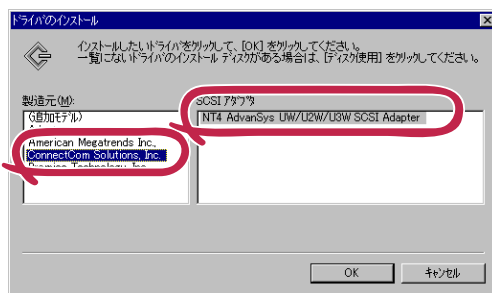 ドライバのインストール
インストールしたいドライバをクリックして、[OK] をクリックしてください。
一覧にないドライバのインストール ディスクがある場合は、[ディスク使用] をクリックしてください。
製造元(M):
SCSI アダプタ
(追加モデル)
American Megatrends Inc.,
ConnectCom Solutions, Inc.
NT4 AdvanSys UW/U2W/U3W SCSI Adapter
OK
キャンセル